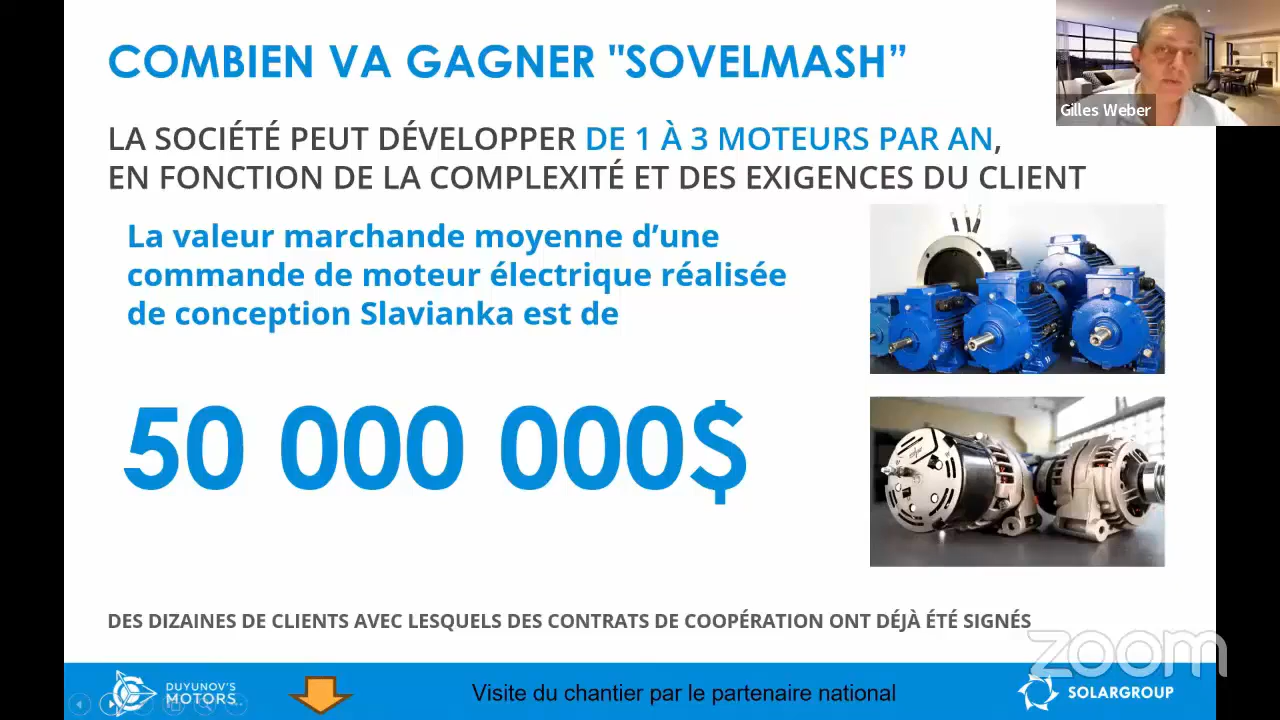 COMBIEN VA GAGNER "SOVELMASH”
Gilles Weber
LA SOCIÉTÉ PEUT DÉVELOPPER DE 1 À 3 MOTEURS PAR AN,
EN FONCTION DE LA COMPLEXITÉ ET DES EXIGENCES DU CLIENT
La valeur marchande moyenne d’une
commande de moteur électrique réalisée
de conception Slavianka est de
50 000 000$
DES DIZAINES DE CLIENTS AVEC LESQUELS DES CONTRATS DE COOPÉRATION ONT DÉJÀ ÉTÉ SIGNÉS
zoom
DUYUNOV'S
MOTORS
Visite du chantier par le partenaire national
SOLARGROUP